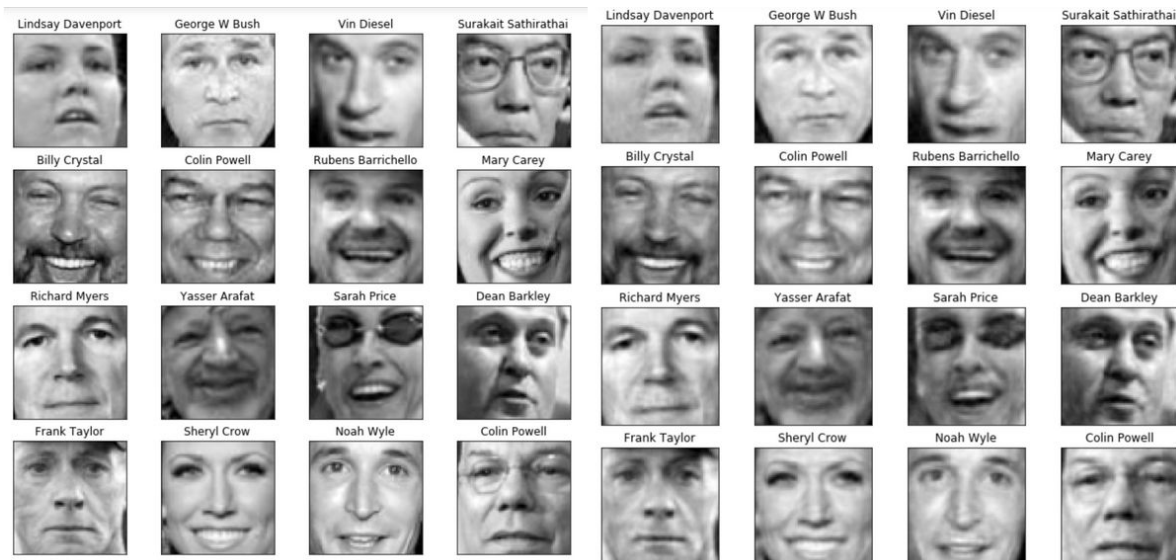 Lindsay Davenport George W Bush Vin Diesel Surakait Sathirathai Lindsay Davenport George W Bush Vin Diesel Surakait Sathirathai
Billy Crystal Colin Powell Rubens Barrichello Mary Carey Billy Crystal Colin Powell Rubens Barrichello Mary Carey
Richard Myers Yasser Arafat Sarah Price Dean Barkley Richard Myers Yasser Arafat Sarah Price Dean Barkley
Frank Taylor Sheryl Crow Noah Wyle Colin Powell Frank Taylor Sheryl Crow Noah Wyle Colin Powell